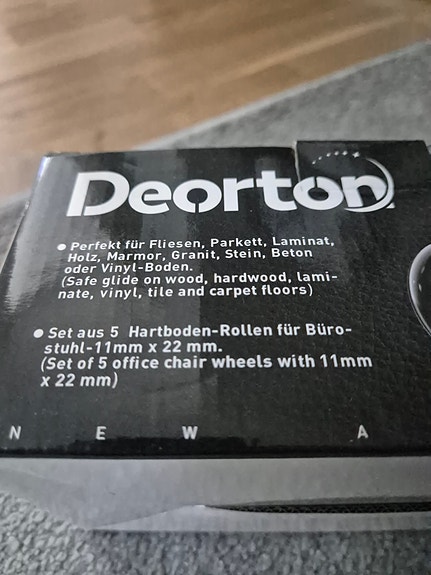 Deorton
• Perfekt für Fliesen, Parkett, Laminat,
Holz, Marmor, Granit, Stein, Beton
oder Vinyl-Boden.
(Safe glide on wood, hardwood, lami-
nate, vinyl, tile and carpet floors)
• Set aus 5 Hartboden-Rollen für Büro-
stuhl-11mm x 22 mm.
(Set of 5 office chair wheels with 11mm
x 22 mm)
N E W A